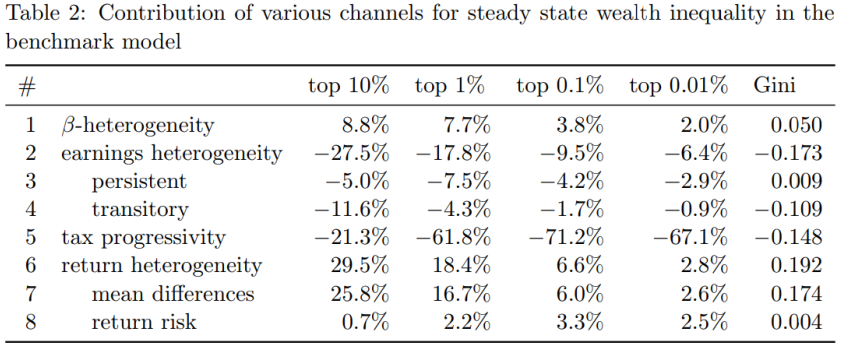 Table 2: Contribution of various channels for steady state wealth inequality in the
benchmark model
# top 10% top 1% top 0.1% top 0.01% Gini
1 β-heterogeneity 8.8% 7.7% 3.8% 2.0% 0.050
2 earnings heterogeneity −27.5% −17.8% −9.5% −6.4% −0.173
3 persistent −5.0% −7.5% −4.2% −2.9% 0.009
4 transitory −11.6% −4.3% −1.7% −0.9% −0.109
5 tax progressivity −21.3% −61.8% −71.2% −67.1% −0.148
6 return heterogeneity 29.5% 18.4% 6.6% 2.8% 0.192
7 mean differences 25.8% 16.7% 6.0% 2.6% 0.174
8 return risk 0.7% 2.2% 3.3% 2.5% 0.004